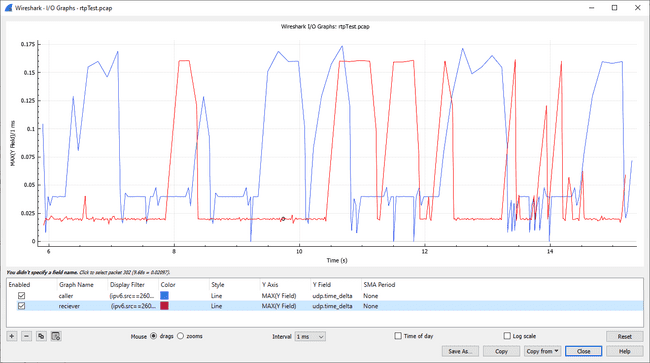 Wireshark · I/O Graphs · rtpTest.pcap
Wireshark I/O Graphs: rtpTest.pcap
MAX(Y Field)/1 ms
0.175
0.15
0.125
0.1
0.075
0.05
0.025
0
6 8 10 12 14
Time (s)
You didn't specify a field name. Click to select packet 302 (9.68s = 0.02097).
Enabled Graph Name Display Filter Color Style Y Axis Y Field SMA Period
caller (ipv6.src==260... Line MAX(Y Field) udp.time_delta None
reciever (ipv6.src==260... Line MAX(Y Field) udp.time_delta None
Mouse drags zooms Interval 1 ms Time of day Log scale Reset
Save As... Copy Copy from Close Help